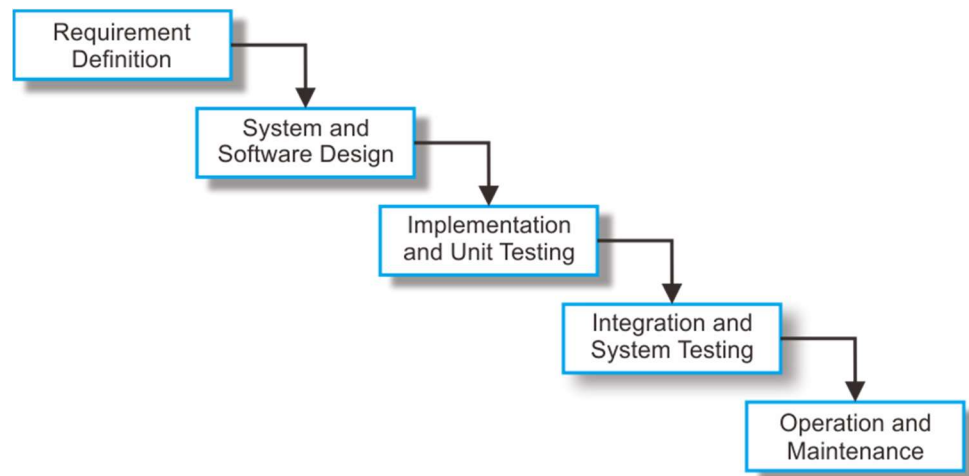 Requirement
Definition
System and
Software Design
Implementation
and Unit Testing
Integration and
System Testing
Operation and
Maintenance